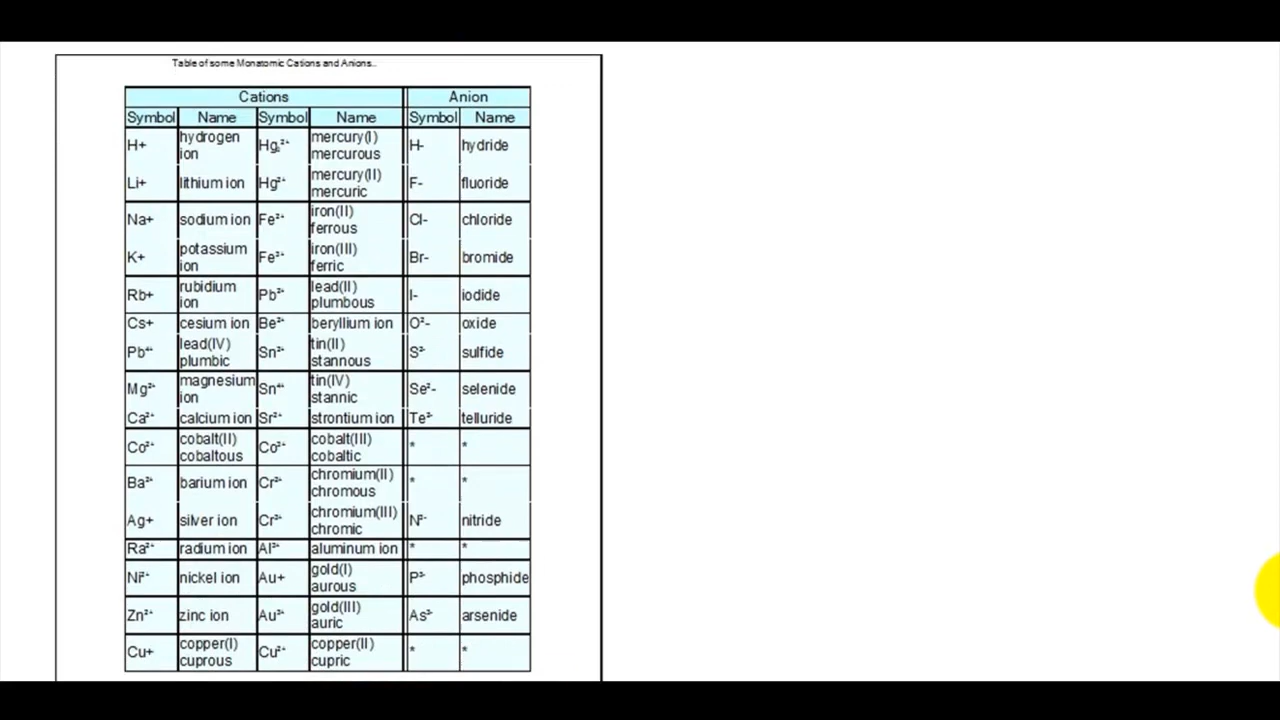 Table of some Monatomic Cations and Anions..
Cations Anion
Symbol Name Symbol Name Symbol Name
H+ hydrogen ion Hg₂²⁺ mercury(I) mercurous H- hydride
Li+ lithium ion Hg²⁺ mercury(II) mercuric F- fluoride
Na+ sodium ion Fe²⁺ iron(II) ferrous Cl- chloride
K+ potassium ion Fe³⁺ iron(III) ferric Br- bromide
Rb+ rubidium ion Pb²⁺ lead(II) plumbous I- iodide
Cs+ cesium ion Be²⁺ beryllium ion O²- oxide
Pb⁴⁺ lead(IV) plumbic Sn²⁺ tin(II) stannous S²- sulfide
Mg²⁺ magnesium ion Sn⁴⁺ tin(IV) stannic Se²- selenide
Ca²⁺ calcium ion Sr²⁺ strontium ion Te²- telluride
Co²⁺ cobalt(II) cobaltous Co³⁺ cobalt(III) cobaltic * *
Ba²⁺ barium ion Cr²⁺ chromium(II) chromous * *
Ag+ silver ion Cr³⁺ chromium(III) chromic N³- nitride
Ra²⁺ radium ion Al³⁺ aluminum ion * *
Ni²⁺ nickel ion Au+ gold(I) aurous P³- phosphide
Zn²⁺ zinc ion Au³⁺ gold(III) auric As³- arsenide
Cu+ copper(I) cuprous Cu²⁺ copper(II) cupric * *